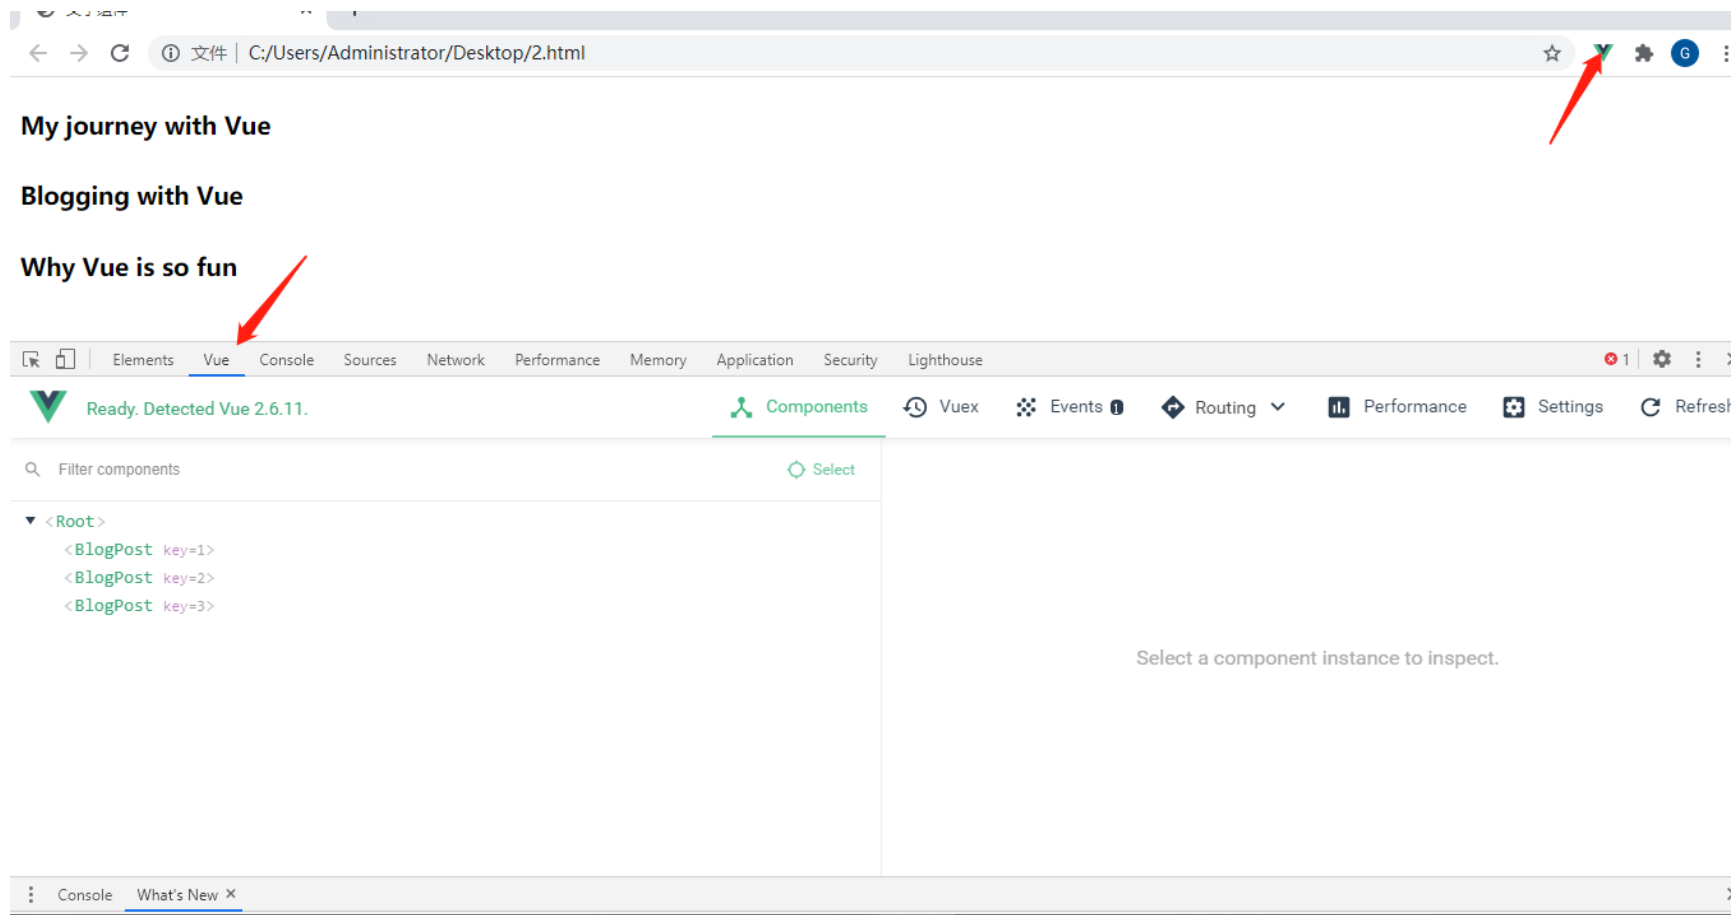 文件 C:/Users/Administrator/Desktop/2.html
G
My journey with Vue
Blogging with Vue
Why Vue is so fun
Elements Vue Console Sources Network Performance Memory Application Security Lighthouse 1
Ready. Detected Vue 2.6.11. Components Vuex Events 1 Routing Performance Settings Refresh
Filter components Select
<Root>
<BlogPost key=1>
<BlogPost key=2>
<BlogPost key=3>
Select a component instance to inspect.
Console What's New